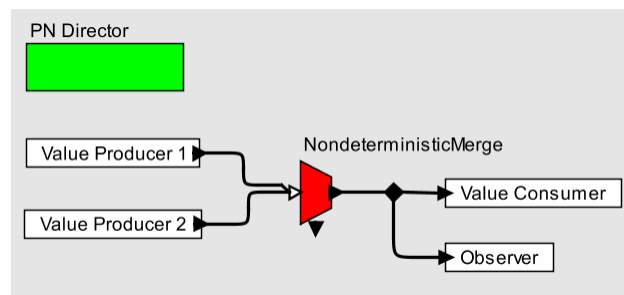 PN Director
NondeterministicMerge
Value Producer 1
Value Consumer
Value Producer 2
Observer